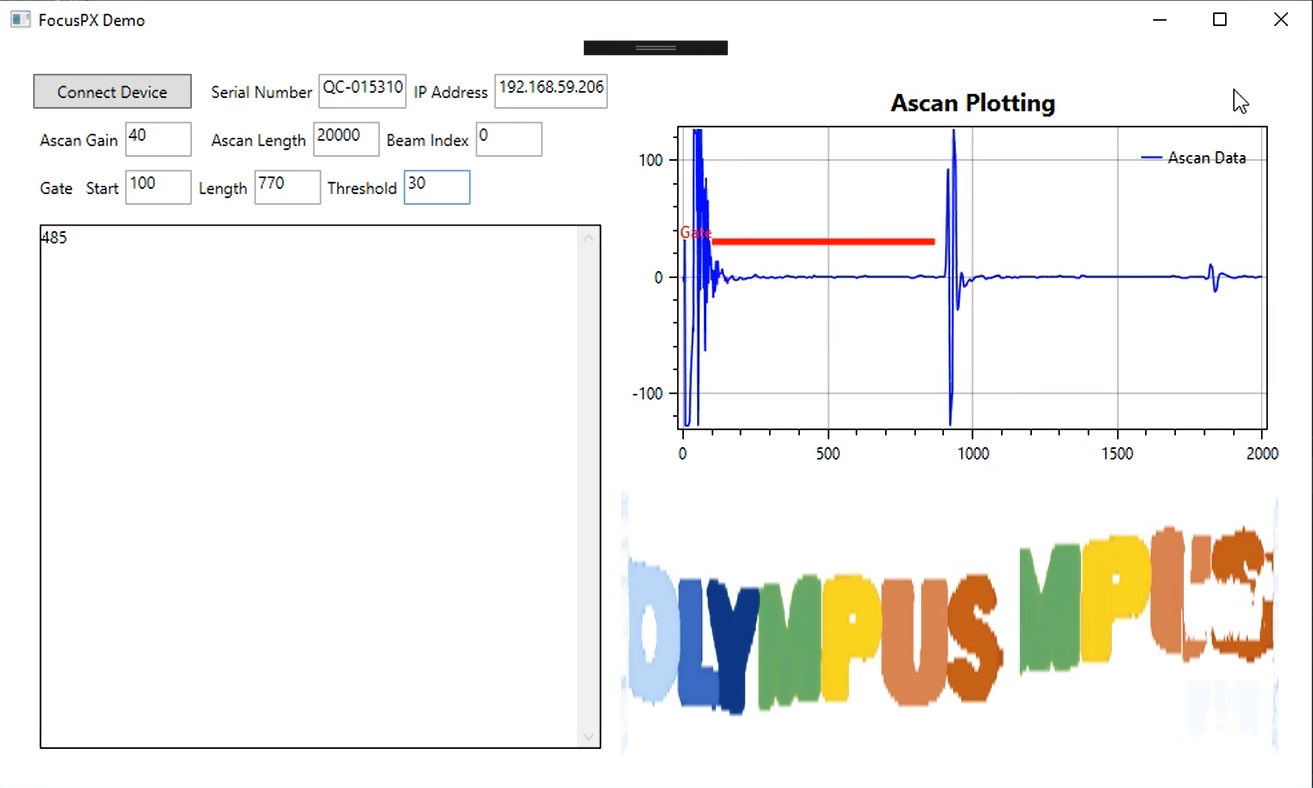 FocusPX Demo
Connect Device Serial Number QC-015310 IP Address 192.168.59.206
Ascan Gain 40 Ascan Length 20000 Beam Index 0
Gate Start 100 Length 770 Threshold 30
485
Ascan Plotting
Ascan Data
Gate
100
0
-100
0 500 1000 1500 2000
OLYMPUS MPUS